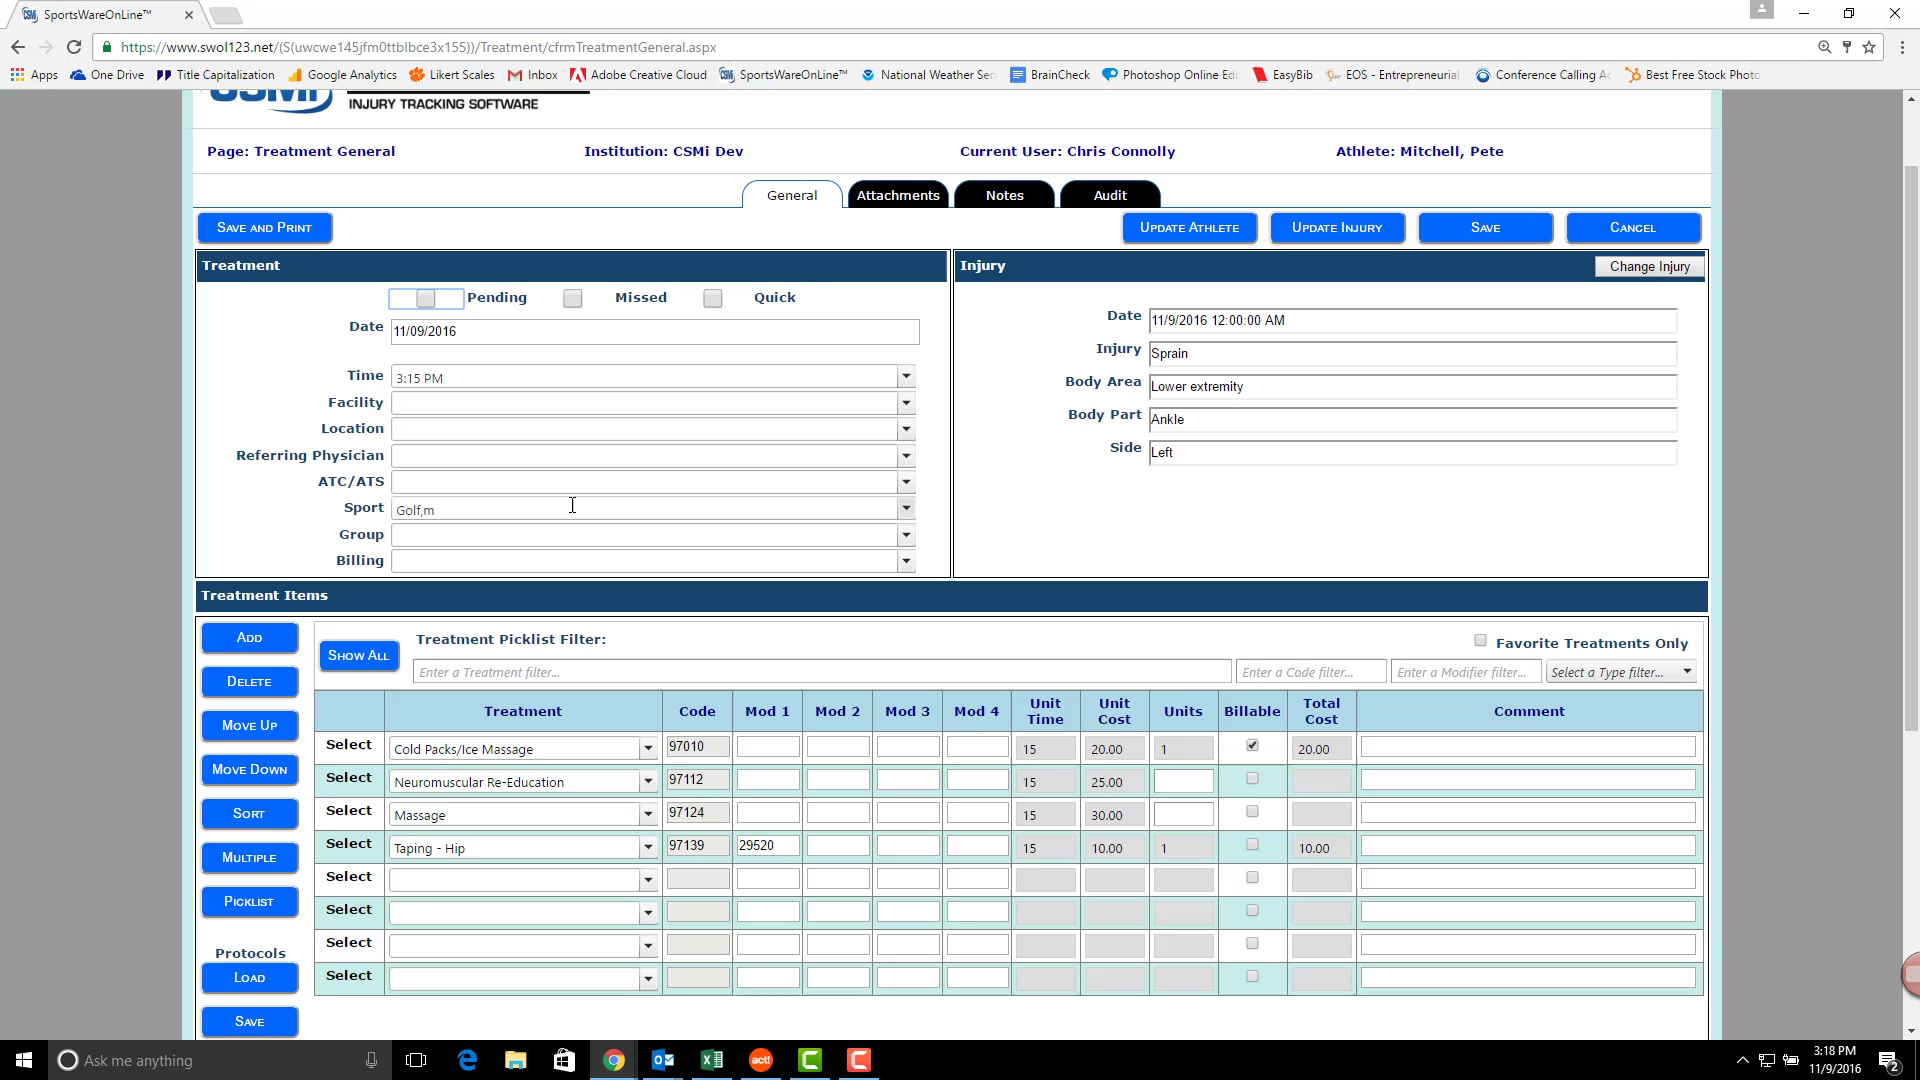 SportsWareOnLine™
https://www.swol123.net/(S(uwcwe145jfm0ttblbce3x155))/Treatment/cfrmTreatmentGeneral.aspx
Apps One Drive Title Capitalization Google Analytics Likert Scales Inbox Adobe Creative Cloud SportsWareOnLine™ National Weather Ser BrainCheck Photoshop Online Edi EasyBib EOS - Entrepreneurial Conference Calling Ac Best Free Stock Photo
CSMi
INJURY TRACKING SOFTWARE
Page: Treatment General Institution: CSMi Dev Current User: Chris Connolly Athlete: Mitchell, Pete
General Attachments Notes Audit
SAVE AND PRINT UPDATE ATHLETE UPDATE INJURY SAVE CANCEL
Treatment
Pending Missed Quick
Date 11/09/2016
Time 3:15 PM
Facility
Location
Referring Physician
ATC/ATS
Sport Golf,m
Group
Billing
Injury Change Injury
Date 11/9/2016 12:00:00 AM
Injury Sprain
Body Area Lower extremity
Body Part Ankle
Side Left
Treatment Items
ADD
DELETE
MOVE UP
MOVE DOWN
SORT
MULTIPLE
PICKLIST
Protocols
LOAD
SAVE
SHOW ALL
Treatment Picklist Filter: Favorite Treatments Only
Enter a Treatment filter... Enter a Code filter... Enter a Modifier filter... Select a Type filter...
Treatment Code Mod 1 Mod 2 Mod 3 Mod 4 Unit Time Unit Cost Units Billable Total Cost Comment
Select Cold Packs/Ice Massage 97010 15 20.00 1 20.00
Select Neuromuscular Re-Education 97112 15 25.00
Select Massage 97124 15 30.00
Select Taping - Hip 97139 29520 15 10.00 1 10.00
Select
Select
Select
Select
Ask me anything
act!
3:18 PM
11/9/2016
2